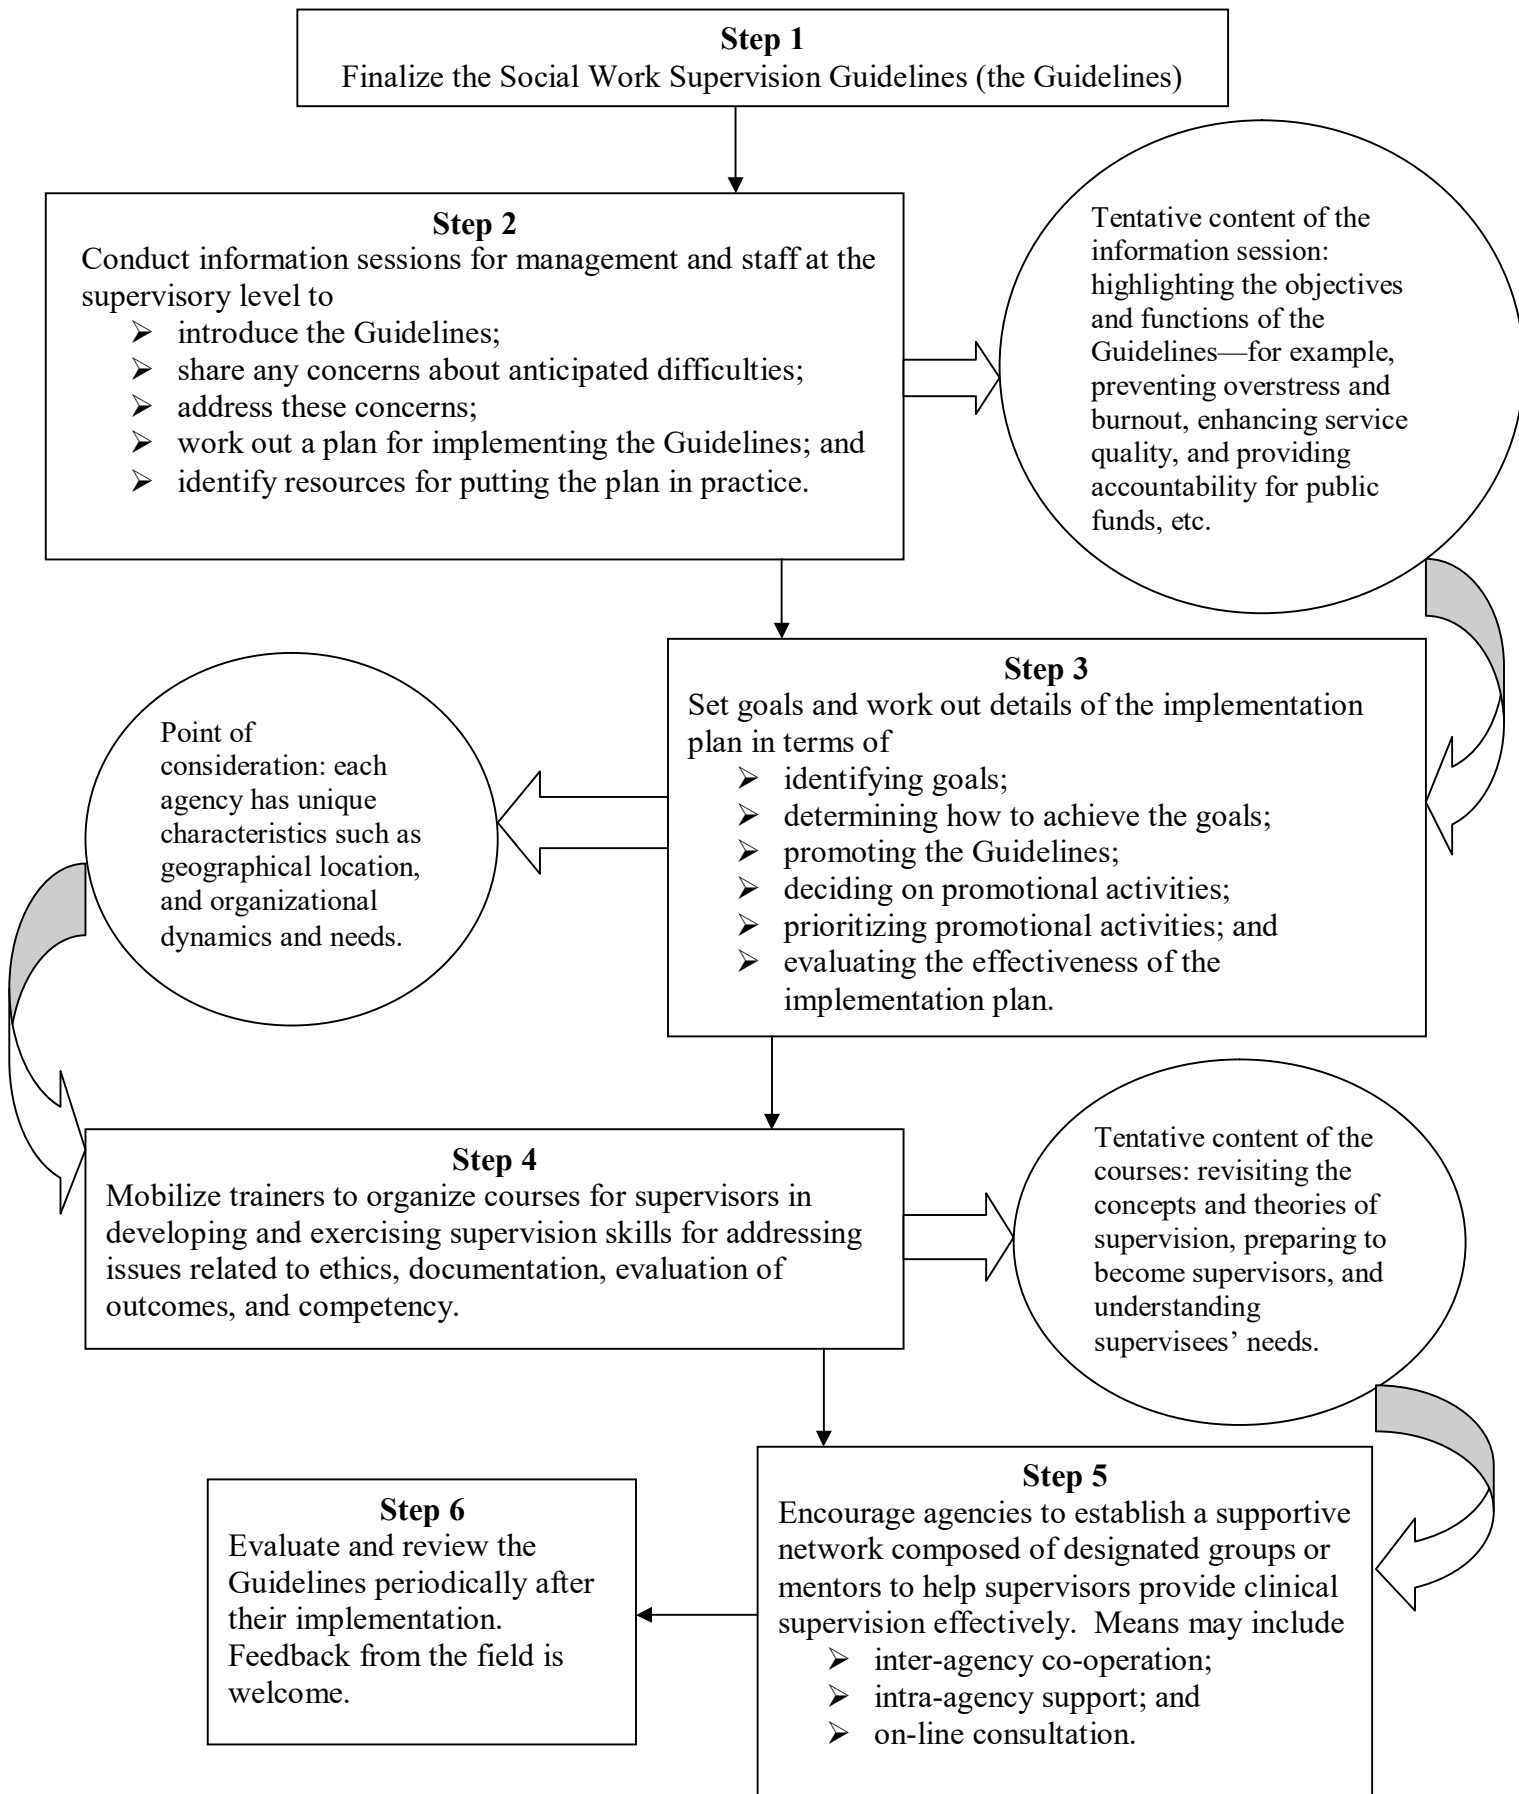 Step 1
Finalize the Social Work Supervision Guidelines (the Guidelines)
Step 2
Conduct information sessions for management and staff at the
supervisory level to
➢ introduce the Guidelines;
➢ share any concerns about anticipated difficulties;
➢ address these concerns;
➢ work out a plan for implementing the Guidelines; and
➢ identify resources for putting the plan in practice.
Tentative content of the
information session:
highlighting the objectives
and functions of the
Guidelines—for example,
preventing overstress and
burnout, enhancing service
quality, and providing
accountability for public
funds, etc.
Step 3
Set goals and work out details of the implementation
plan in terms of
➢ identifying goals;
➢ determining how to achieve the goals;
➢ promoting the Guidelines;
➢ deciding on promotional activities;
➢ prioritizing promotional activities; and
➢ evaluating the effectiveness of the
implementation plan.
Point of
consideration: each
agency has unique
characteristics such as
geographical location,
and organizational
dynamics and needs.
Step 4
Mobilize trainers to organize courses for supervisors in
developing and exercising supervision skills for addressing
issues related to ethics, documentation, evaluation of
outcomes, and competency.
Tentative content of the
courses: revisiting the
concepts and theories of
supervision, preparing to
become supervisors, and
understanding
supervisees’ needs.
Step 5
Encourage agencies to establish a supportive
network composed of designated groups or
mentors to help supervisors provide clinical
supervision effectively.  Means may include
➢ inter-agency co-operation;
➢ intra-agency support; and
➢ on-line consultation.
Step 6
Evaluate and review the
Guidelines periodically after
their implementation.
Feedback from the field is
welcome.